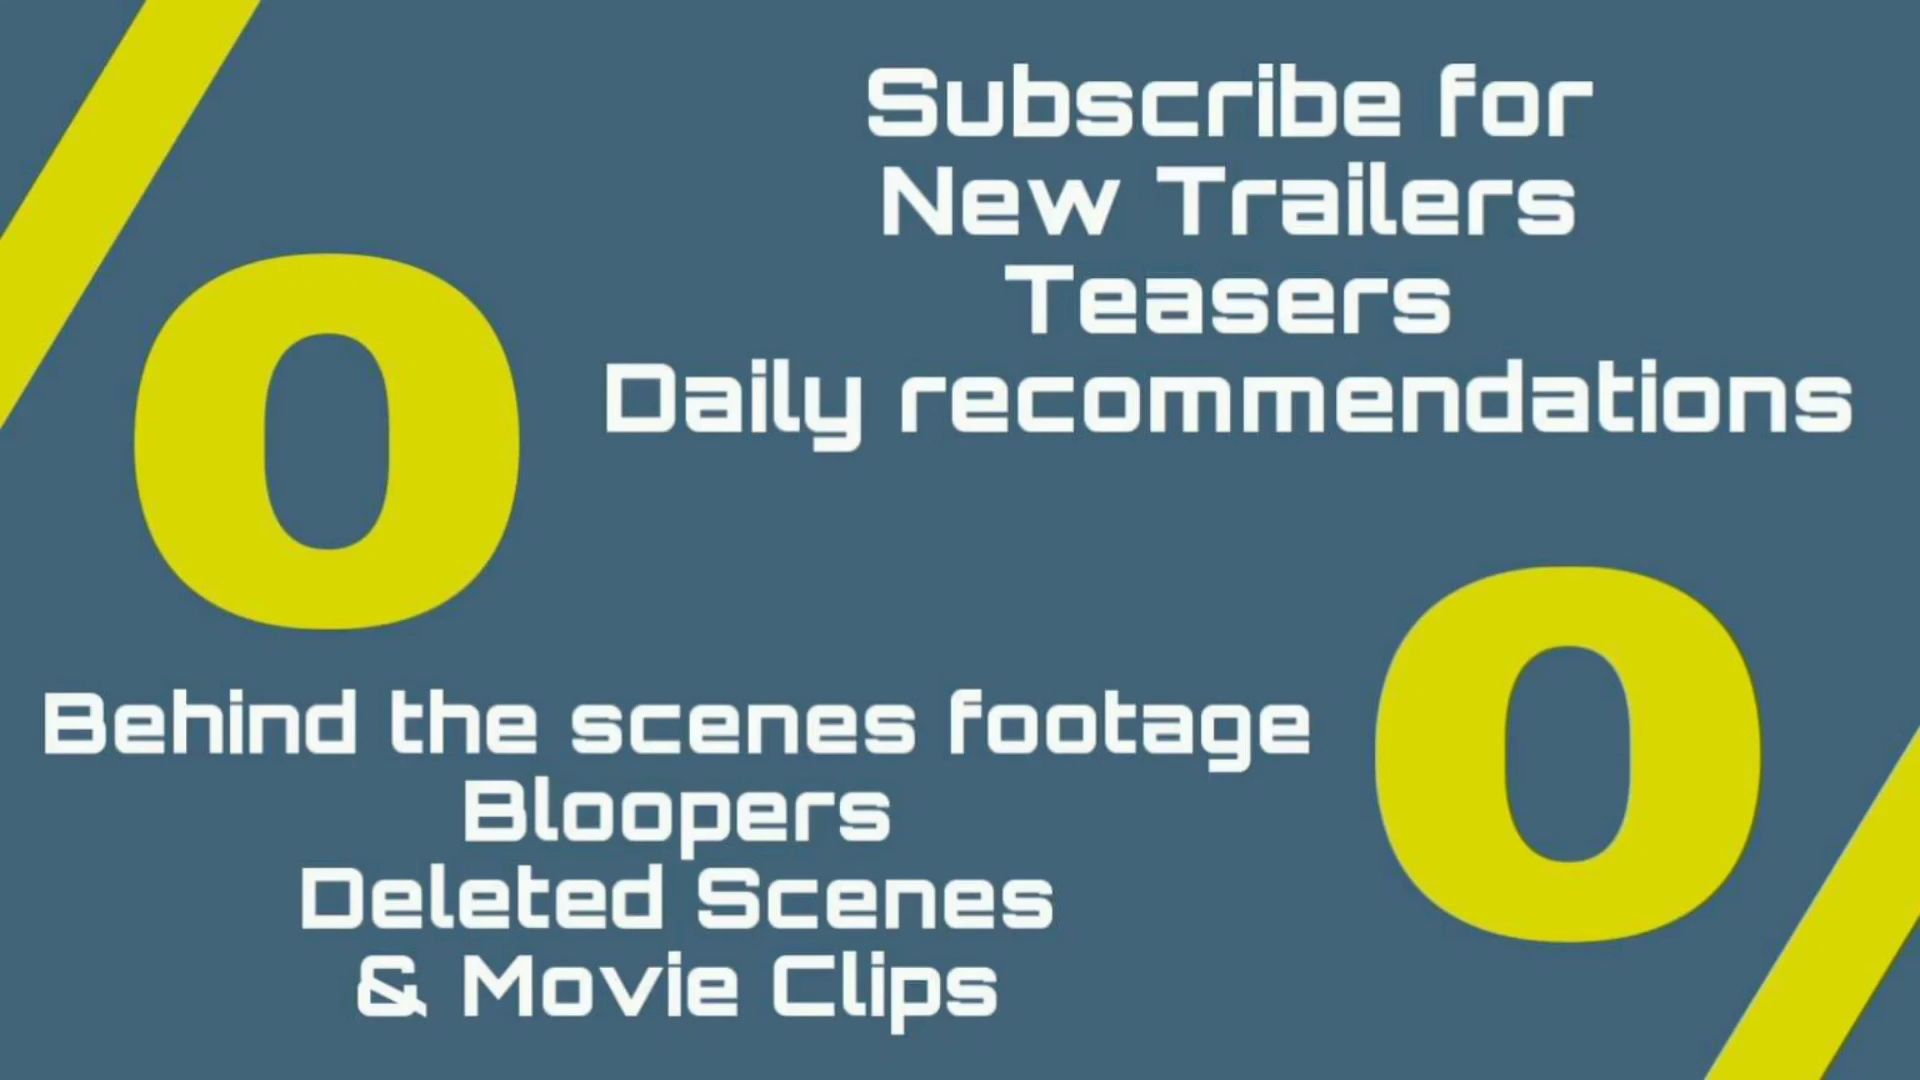 Subscribe for
New Trailers
Teasers
Daily recommendations
Behind the scenes footage
Bloopers
Deleted Scenes
& Movie Clips